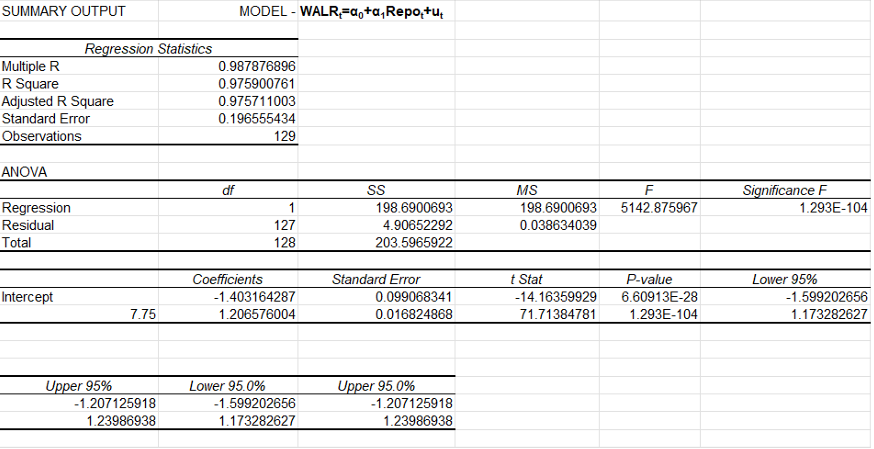 SUMMARY OUTPUT MODEL - WALRₜ=α₀+α₁Repoₜ+uₜ
Regression Statistics
Multiple R 0.987876896
R Square 0.975900761
Adjusted R Square 0.975711003
Standard Error 0.196555434
Observations 129
ANOVA
df SS MS F Significance F
Regression 1 198.6900693 198.6900693 5142.875967 1.293E-104
Residual 127 4.90652292 0.038634039
Total 128 203.5965922
Coefficients Standard Error t Stat P-value Lower 95%
Intercept -1.403164287 0.099068341 -14.16359929 6.60913E-28 -1.599202656
7.75 1.206576004 0.016824868 71.71384781 1.293E-104 1.173282627
Upper 95% Lower 95.0% Upper 95.0%
-1.207125918 -1.599202656 -1.207125918
1.23986938 1.173282627 1.23986938